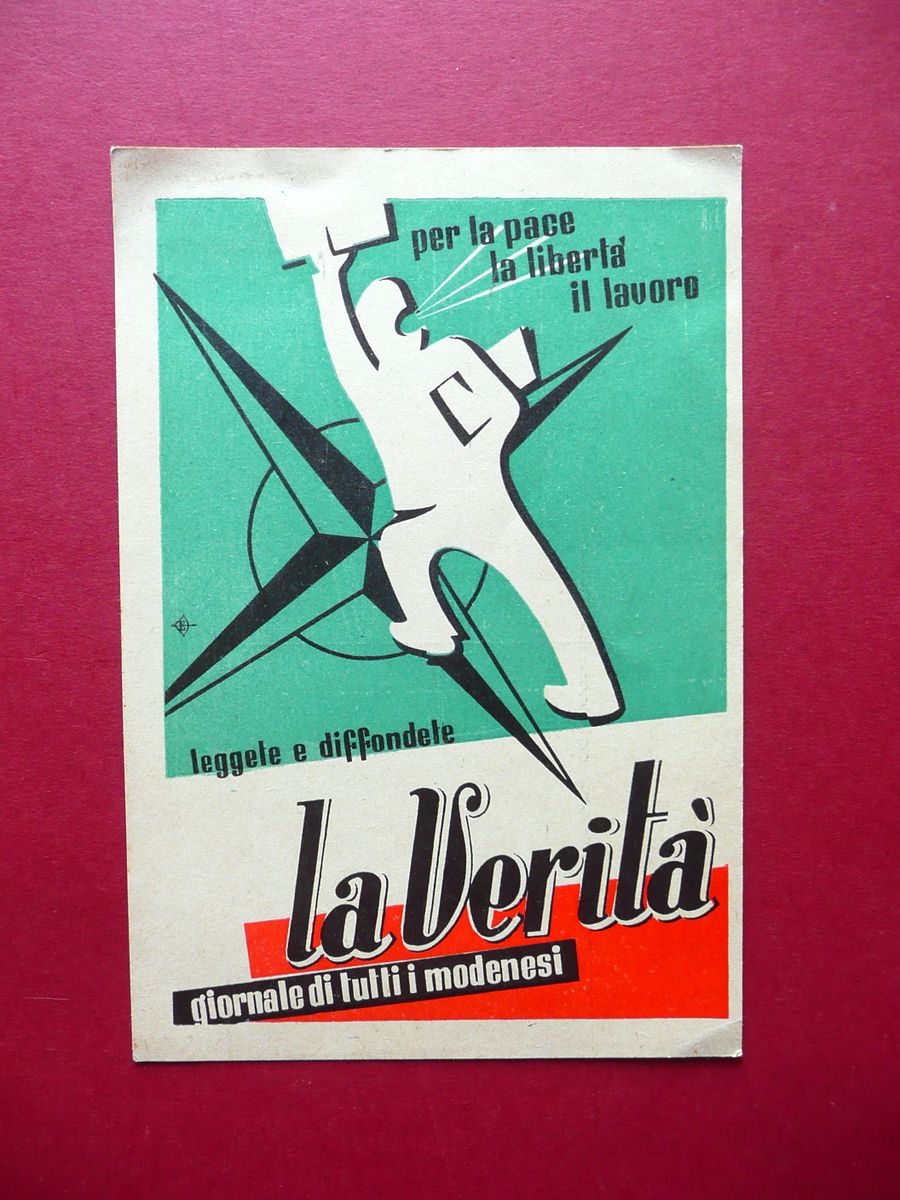 per la pace
la libertà
il lavoro
leggete e diffondete
la Verità
giornale di tutti i modenesi